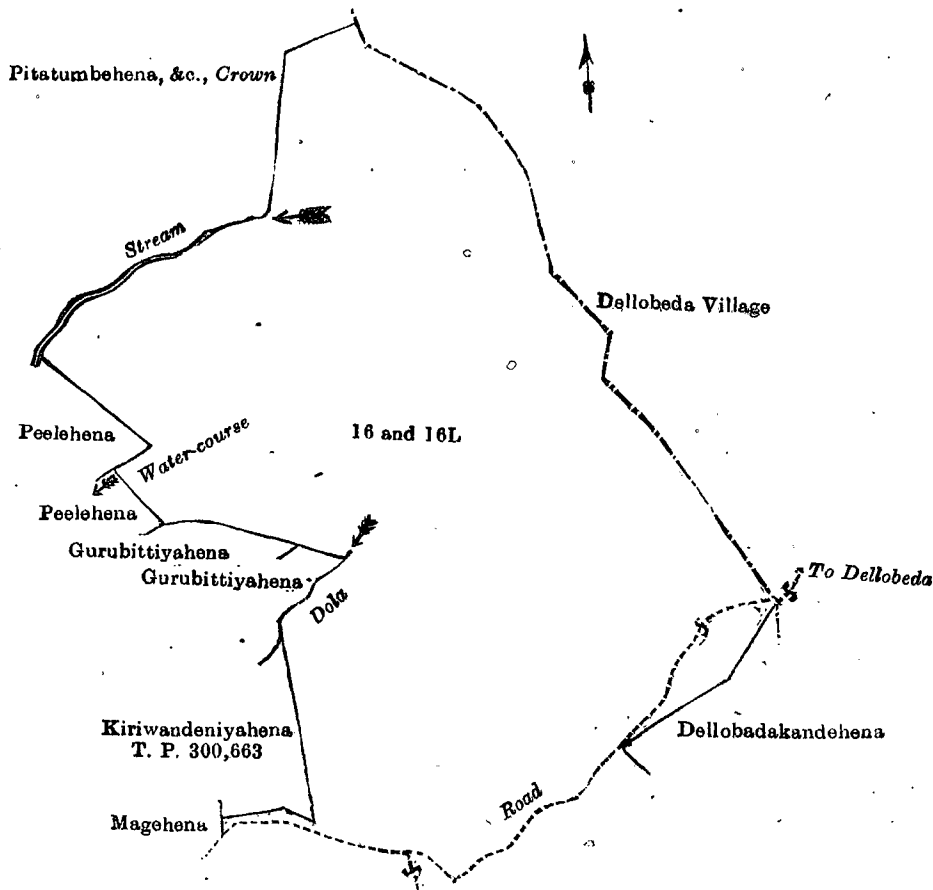 Pitatumbehena, &c., Crown
Stream
Dellobeda Village
Peelehena
Water-course
16 and 16L
Peelehena
Gurubittiyahena
Gurubittiyahena
Dola
To Dellobeda
Kiriwandeniyahena
T. P. 300,663
Dellobadakandehena
Road
Magehena